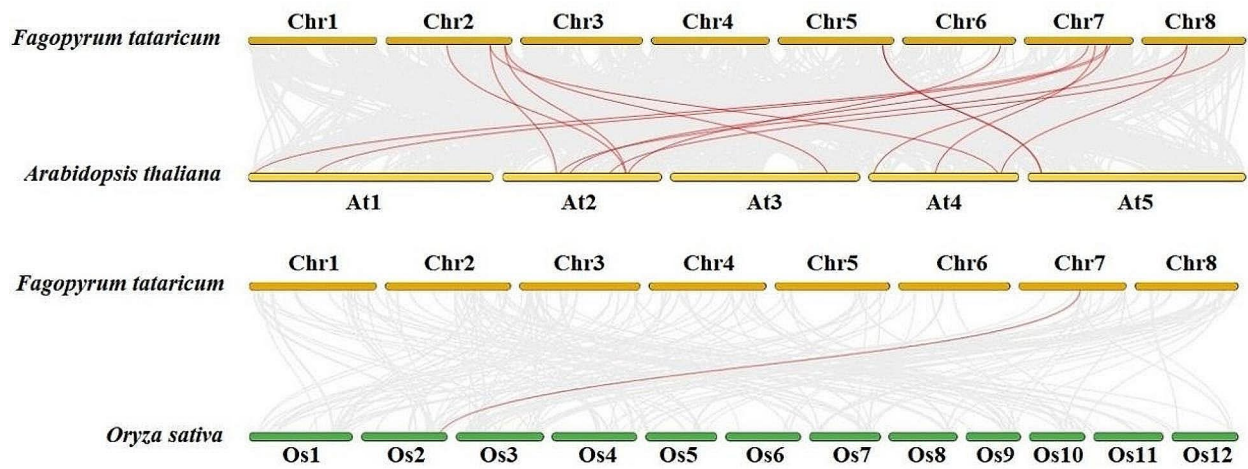 Chr1 Chr2 Chr3 Chr4 Chr5 Chr6 Chr7 Chr8
Fagopyrum tataricum
Arabidopsis thaliana
At1 At2 At3 At4 At5
Chr1 Chr2 Chr3 Chr4 Chr5 Chr6 Chr7 Chr8
Fagopyrum tataricum
Oryza sativa
Os1 Os2 Os3 Os4 Os5 Os6 Os7 Os8 Os9 Os10 Os11 Os12